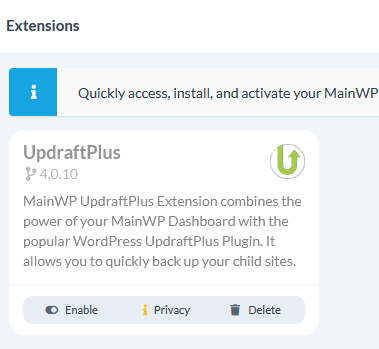 Extensions
Quickly access, install, and activate your MainWP
UpdraftPlus
4.0.10
MainWP UpdraftPlus Extension combines the
power of your MainWP Dashboard with the
popular WordPress UpdraftPlus Plugin. It
allows you to quickly back up your child sites.
Enable Privacy Delete